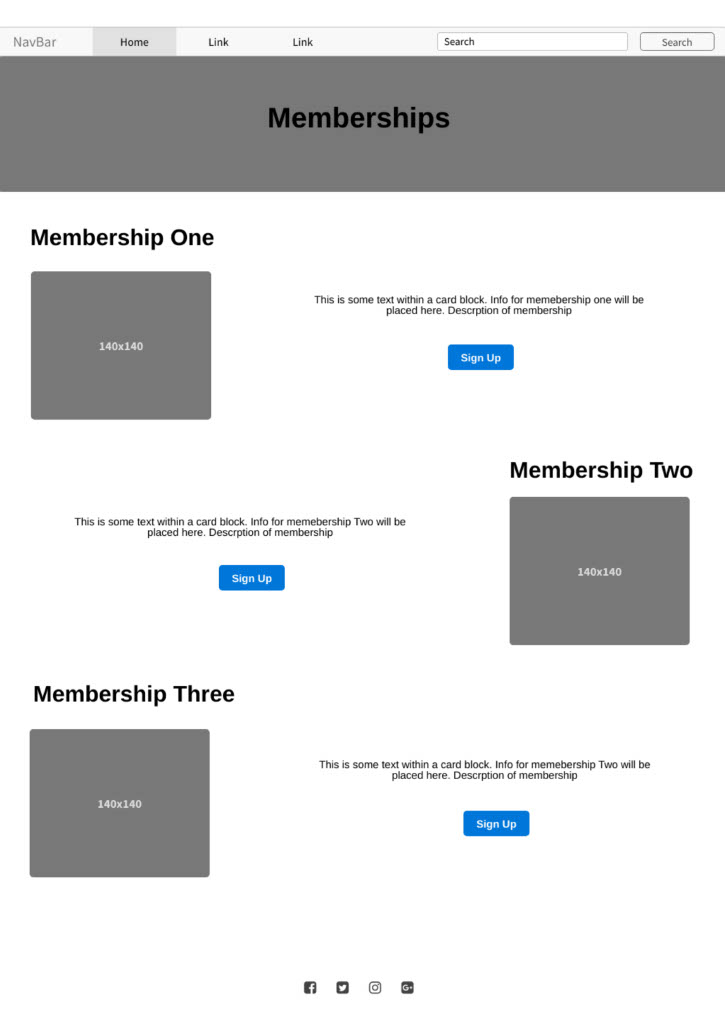 NavBar Home Link Link Search Search
Memberships
Membership One
140x140
This is some text within a card block. Info for memebership one will be
placed here. Descrption of membership
Sign Up
Membership Two
This is some text within a card block. Info for memebership Two will be
placed here. Descrption of membership
Sign Up
140x140
Membership Three
140x140
This is some text within a card block. Info for memebership Two will be
placed here. Descrption of membership
Sign Up